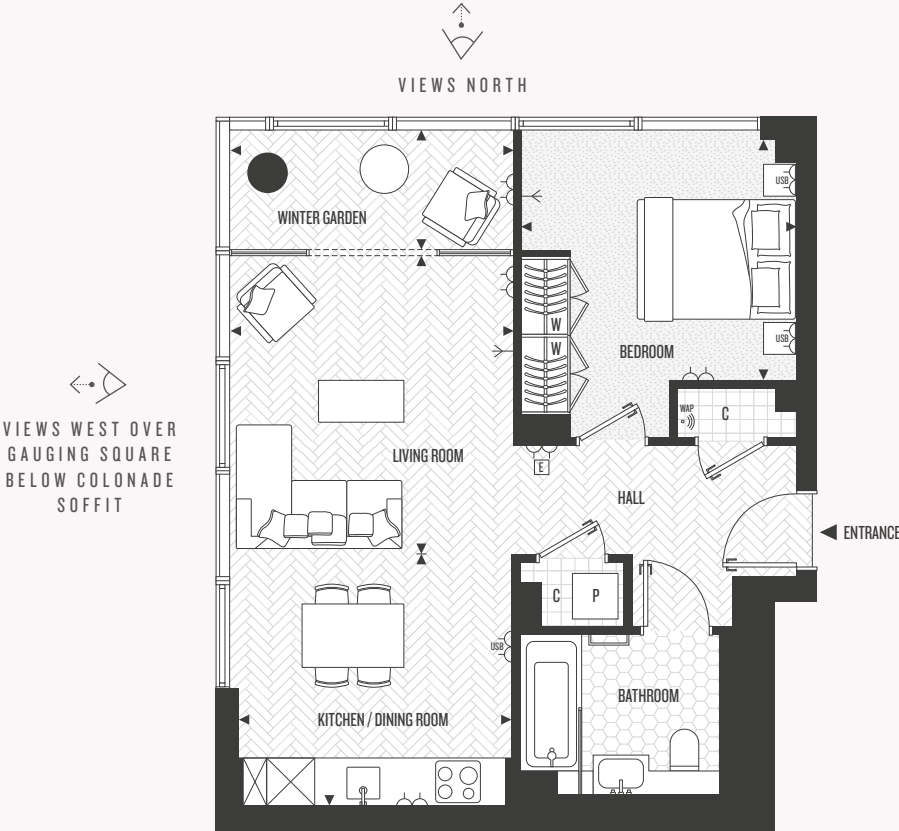 VIEWS NORTH
USB
WINTER GARDEN
W
W
USB
BEDROOM
WAP
C
VIEWS WEST OVER
GAUGING SQUARE
BELOW COLONADE
SOFFIT
LIVING ROOM
E
HALL
ENTRANCE
C
P
USB
BATHROOM
KITCHEN / DINING ROOM